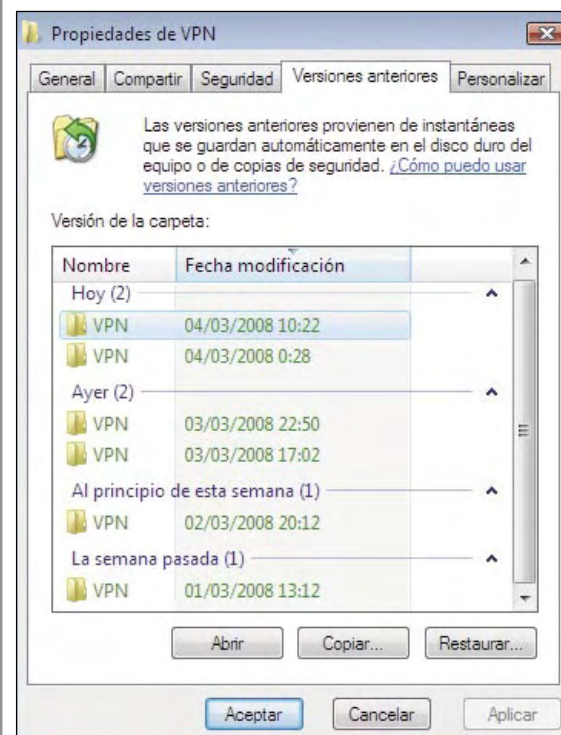 Propiedades de VPN
General Compartir Seguridad Versiones anteriores Personalizar
Las versiones anteriores provienen de instantáneas
que se guardan automáticamente en el disco duro del
equipo o de copias de seguridad. ¿Cómo puedo usar
versiones anteriores?
Versión de la carpeta:
Nombre Fecha modificación
Hoy (2)
VPN 04/03/2008 10:22
VPN 04/03/2008 0:28
Ayer (2)
VPN 03/03/2008 22:50
VPN 03/03/2008 17:02
Al principio de esta semana (1)
VPN 02/03/2008 20:12
La semana pasada (1)
VPN 01/03/2008 13:12
Abrir Copiar... Restaurar...
Aceptar Cancelar Aplicar